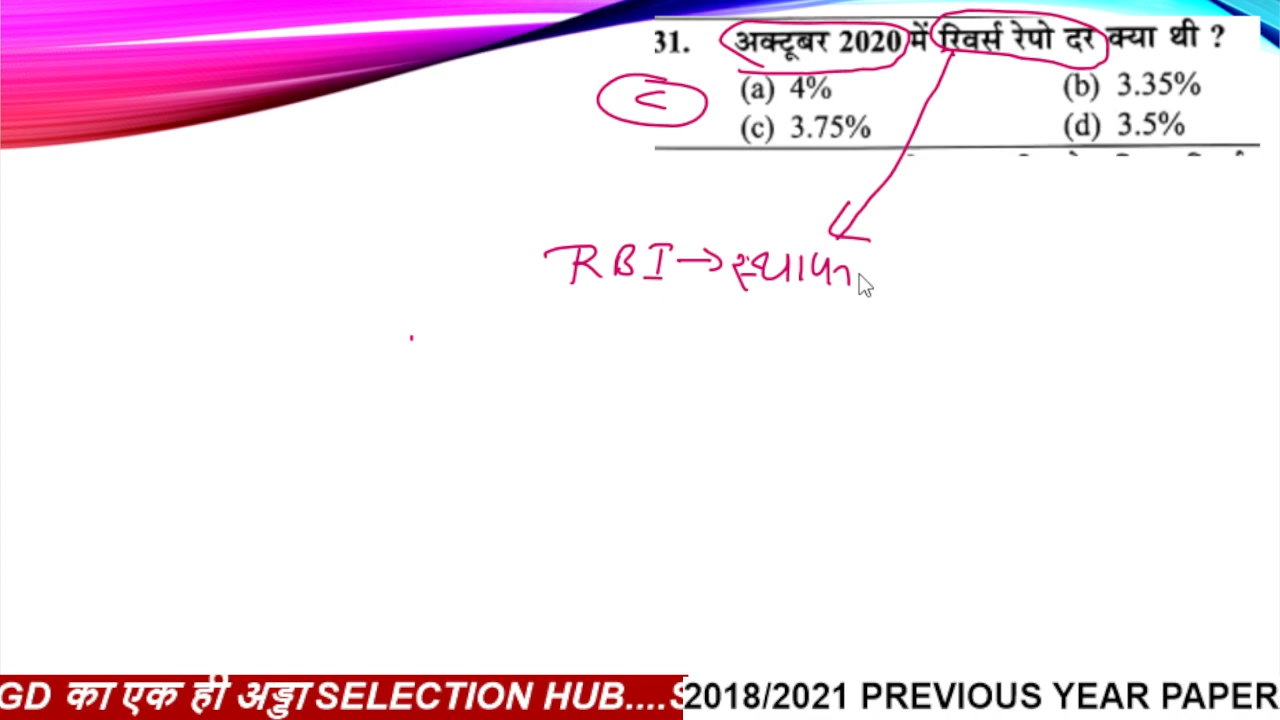 31. अक्टूबर 2020 में रिवर्स रेपो दर क्या थी ?
(a) 4% (b) 3.35%
(c) 3.75% (d) 3.5%
C
RBI → स्थापन
GD का एक ही अड्डा SELECTION HUB.... 2018/2021 PREVIOUS YEAR PAPER